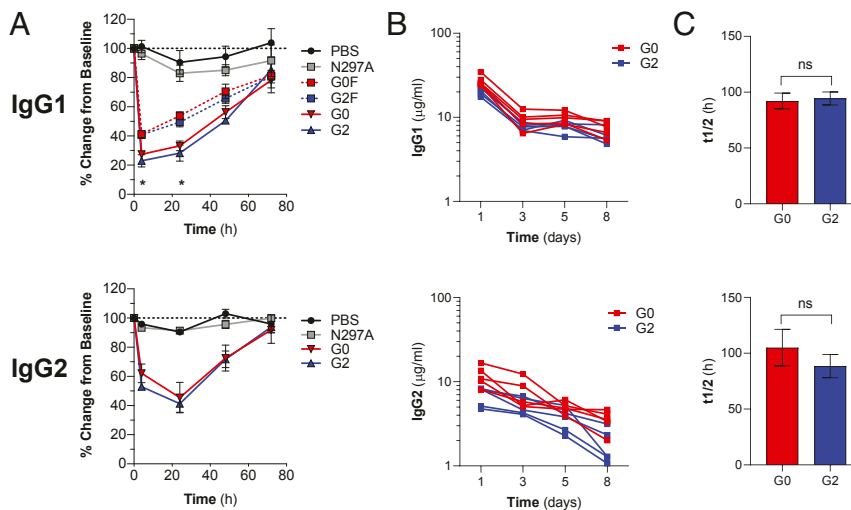 A
B
C
IgG1
% Change from Baseline
120
100
80
60
40
20
0
0 20 40 60 80
Time (h)
* *
PBS
N297A
G0F
G2F
G0
G2
IgG1 (μg/ml)
100
10
1
1 3 5 8
Time (days)
G0
G2
t1/2 (h)
150
100
50
0
ns
G0 G2
IgG2
% Change from Baseline
120
100
80
60
40
20
0
0 20 40 60 80
Time (h)
PBS
N297A
G0
G2
IgG2 (μg/ml)
100
10
1
1 3 5 8
Time (days)
G0
G2
t1/2 (h)
150
100
50
0
ns
G0 G2